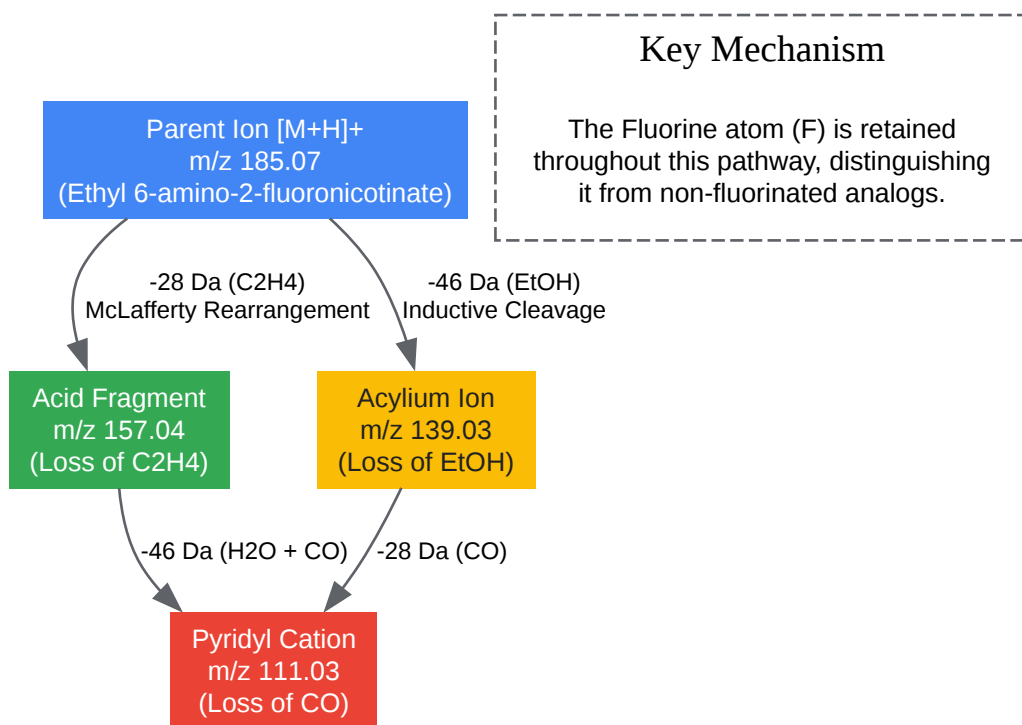 Key Mechanism
The Fluorine atom (F) is retained
throughout this pathway, distinguishing
it from non-fluorinated analogs.
Parent Ion [M+H]+
m/z 185.07
(Ethyl 6-amino-2-fluoronicotinate)
-28 Da (C2H4)
McLafferty Rearrangement
-46 Da (EtOH)
Inductive Cleavage
Acid Fragment
m/z 157.04
(Loss of C2H4)
Acylium Ion
m/z 139.03
(Loss of EtOH)
-46 Da (H2O + CO)
-28 Da (CO)
Pyridyl Cation
m/z 111.03
(Loss of CO)